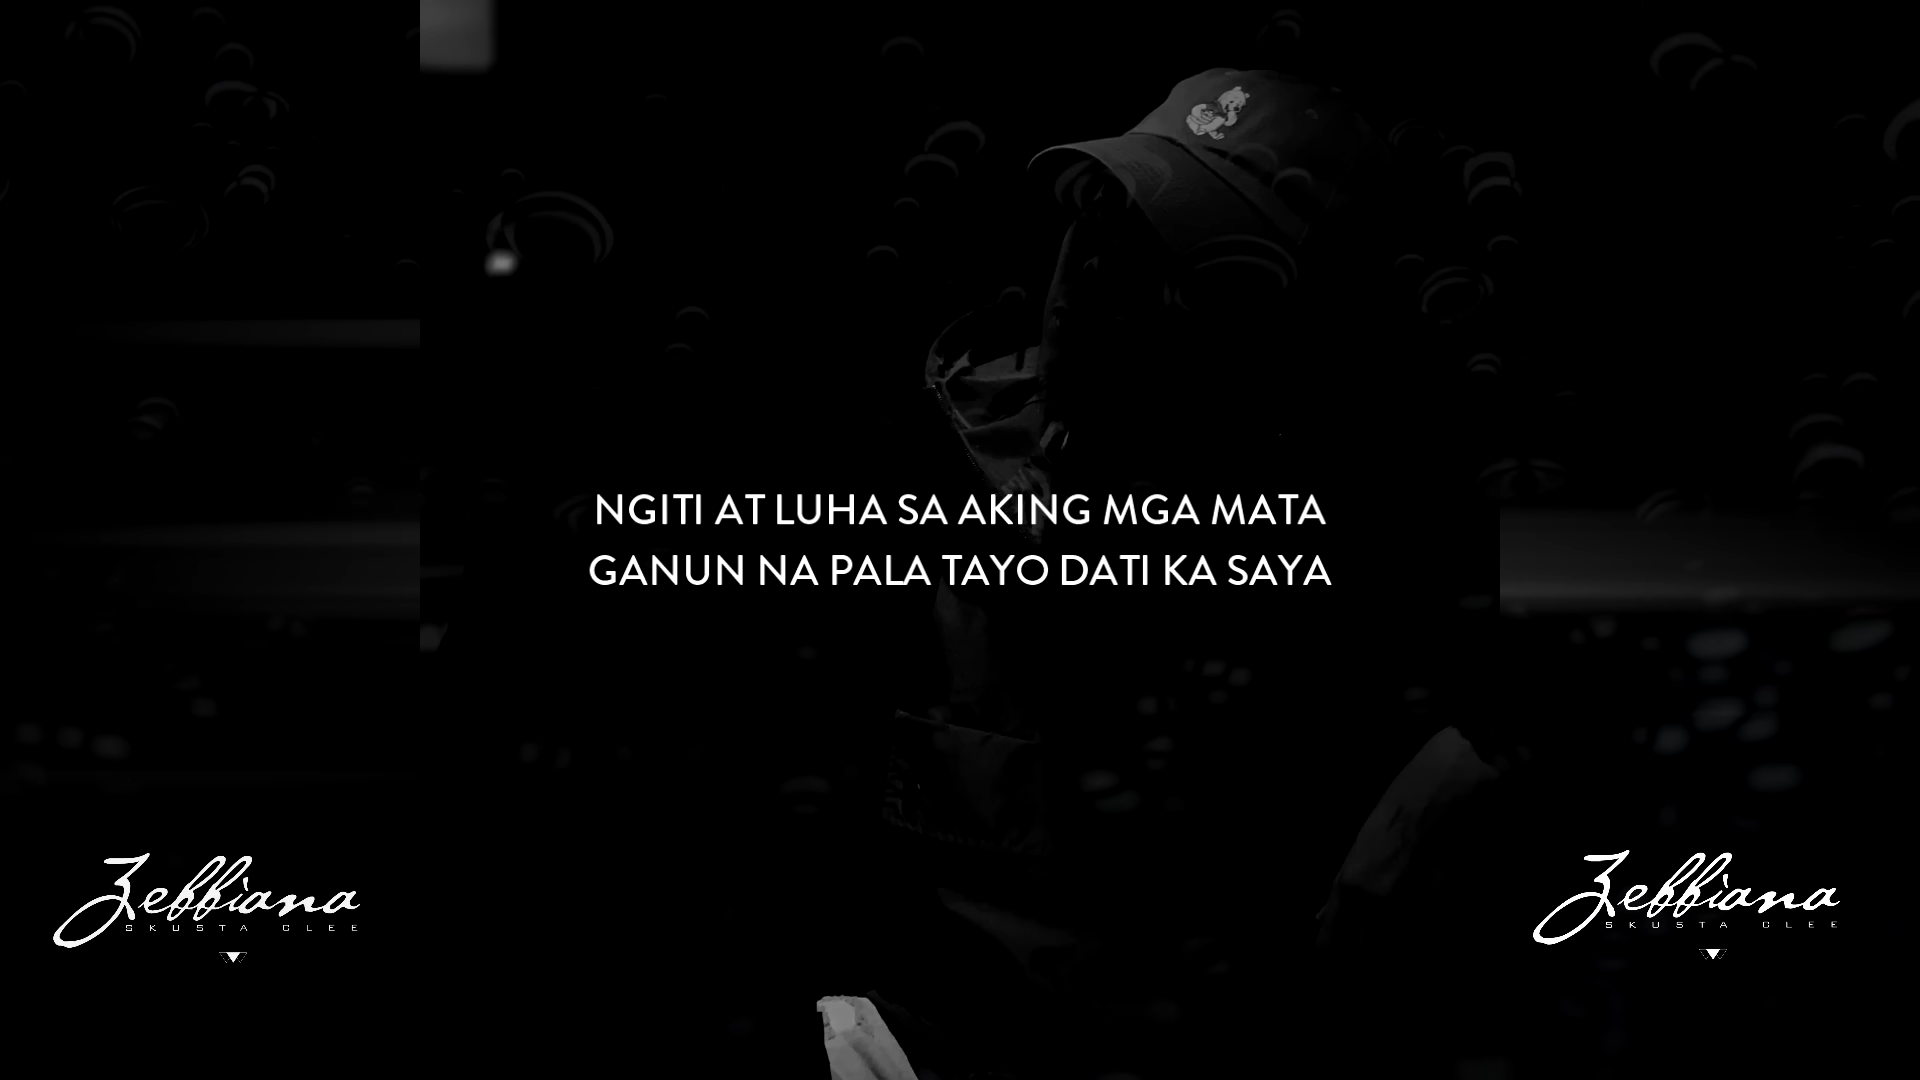 NGITI AT LUHA SA AKING MGA MATA
GANUN NA PALA TAYO DATI KA SAYA
Zebbiana
SKUSTA CLEE
Zebbiana
SKUSTA CLEE